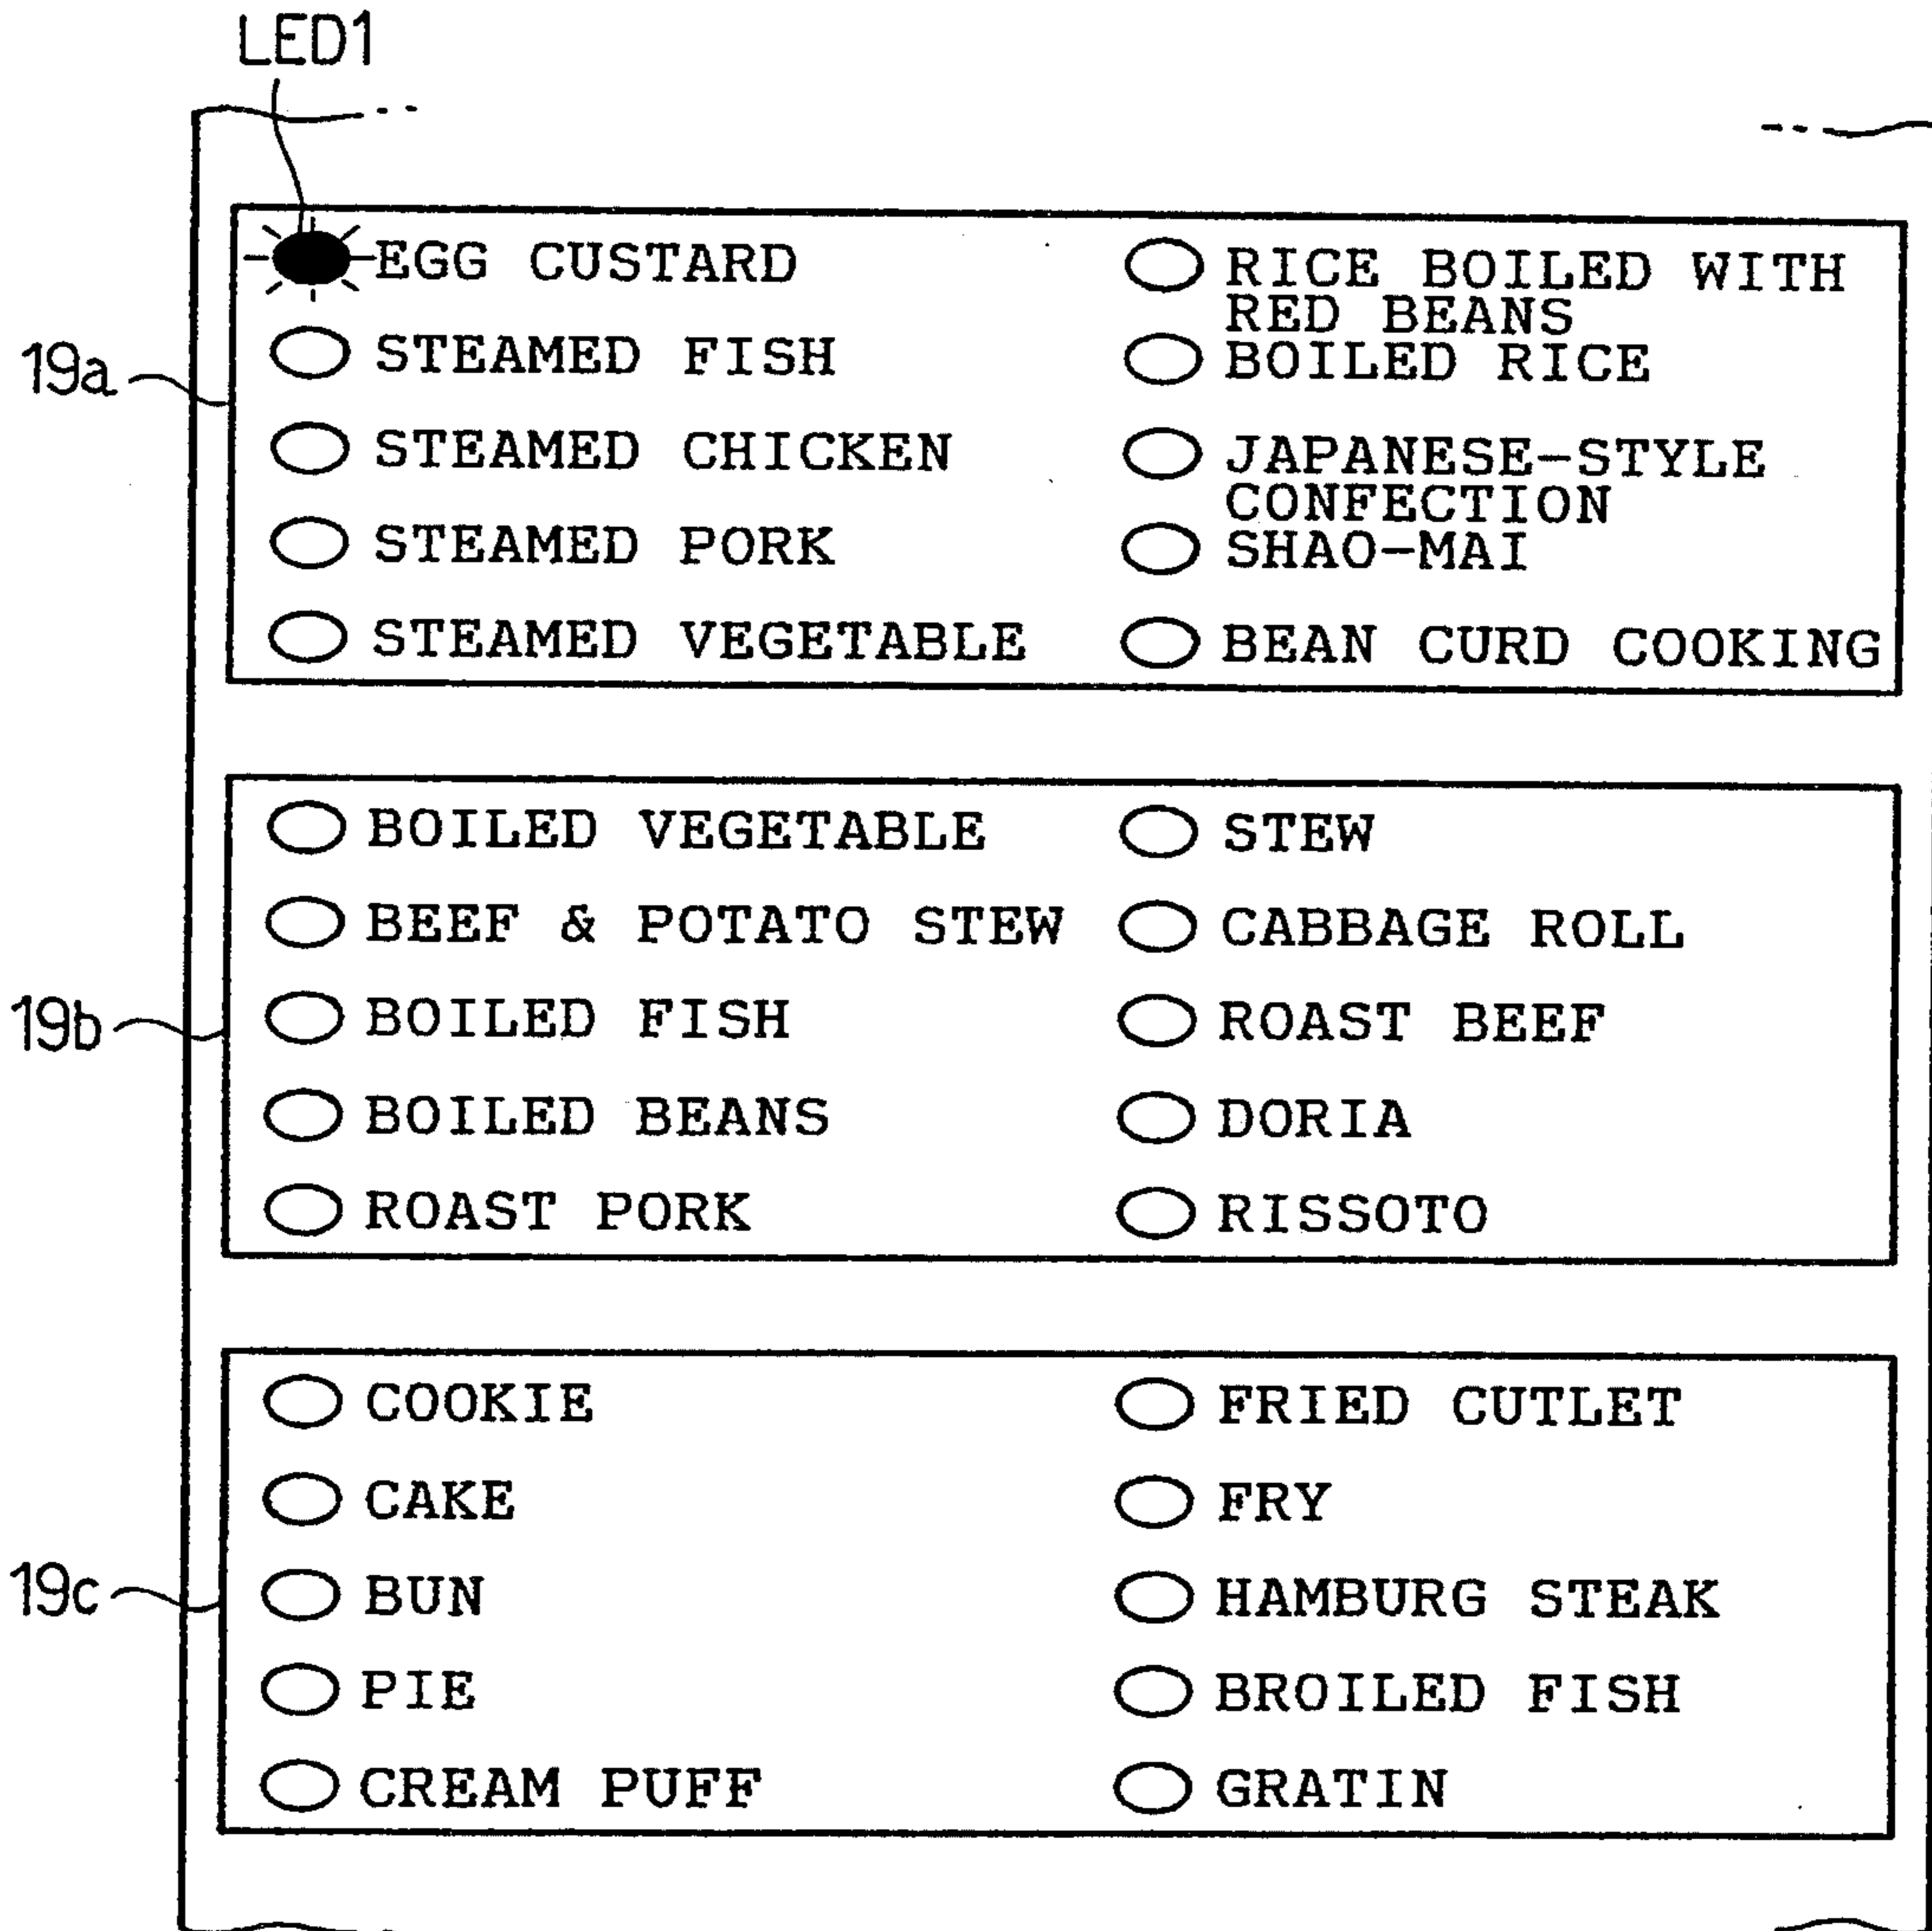 LED1
19a
EGG CUSTARD
STEAMED FISH
STEAMED CHICKEN
STEAMED PORK
STEAMED VEGETABLE
RICE BOILED WITH
RED BEANS
BOILED RICE
JAPANESE-STYLE
CONFECTION
SHAO-MAI
BEAN CURD COOKING
19b
BOILED VEGETABLE
BEEF & POTATO STEW
BOILED FISH
BOILED BEANS
ROAST PORK
STEW
CABBAGE ROLL
ROAST BEEF
DORIA
RISSOTO
19c
COOKIE
CAKE
BUN
PIE
CREAM PUFF
FRIED CUTLET
FRY
HAMBURG STEAK
BROILED FISH
GRATIN